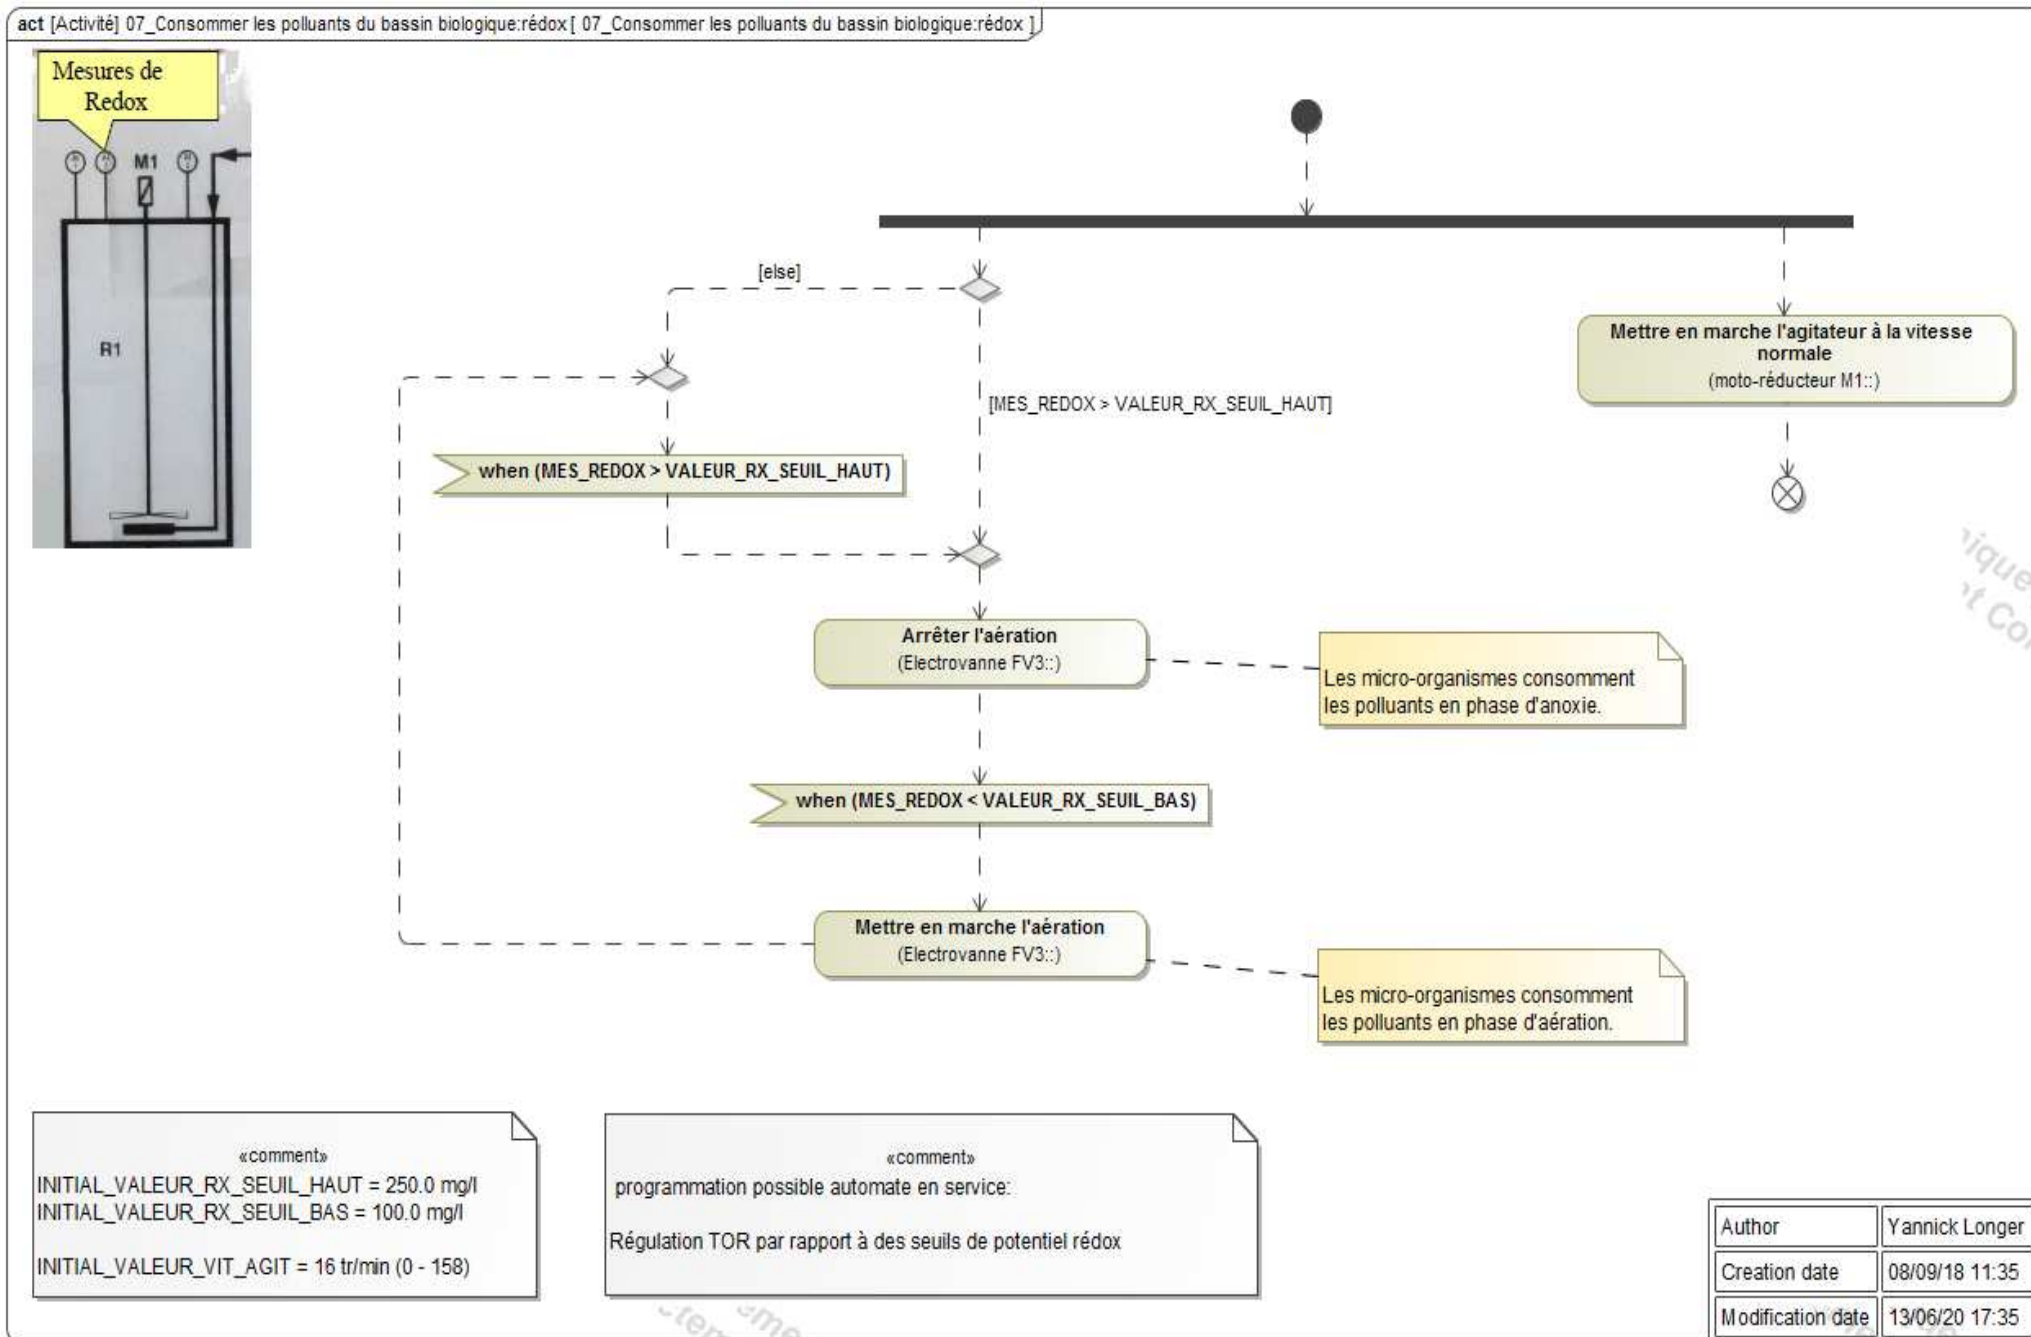 act [Activité] 07_Consommer les polluants du bassin biologique:rédox [ 07_Consommer les polluants du bassin biologique:rédox ]
Mesures de
Redox
M1
R1
[else]
[MES_REDOX > VALEUR_RX_SEUIL_HAUT]
Mettre en marche l'agitateur à la vitesse
normale
(moto-réducteur M1::)
when (MES_REDOX > VALEUR_RX_SEUIL_HAUT)
Arrêter l'aération
(Electrovanne FV3::)
Les micro-organismes consomment
les polluants en phase d'anoxie.
when (MES_REDOX < VALEUR_RX_SEUIL_BAS)
Mettre en marche l'aération
(Electrovanne FV3::)
Les micro-organismes consomment
les polluants en phase d'aération.
«comment»
INITIAL_VALEUR_RX_SEUIL_HAUT = 250.0 mg/l
INITIAL_VALEUR_RX_SEUIL_BAS = 100.0 mg/l
INITIAL_VALEUR_VIT_AGIT = 16 tr/min (0 - 158)
«comment»
programmation possible automate en service:
Régulation TOR par rapport à des seuils de potentiel rédox
Author Yannick Longer
Creation date 08/09/18 11:35
Modification date 13/06/20 17:35